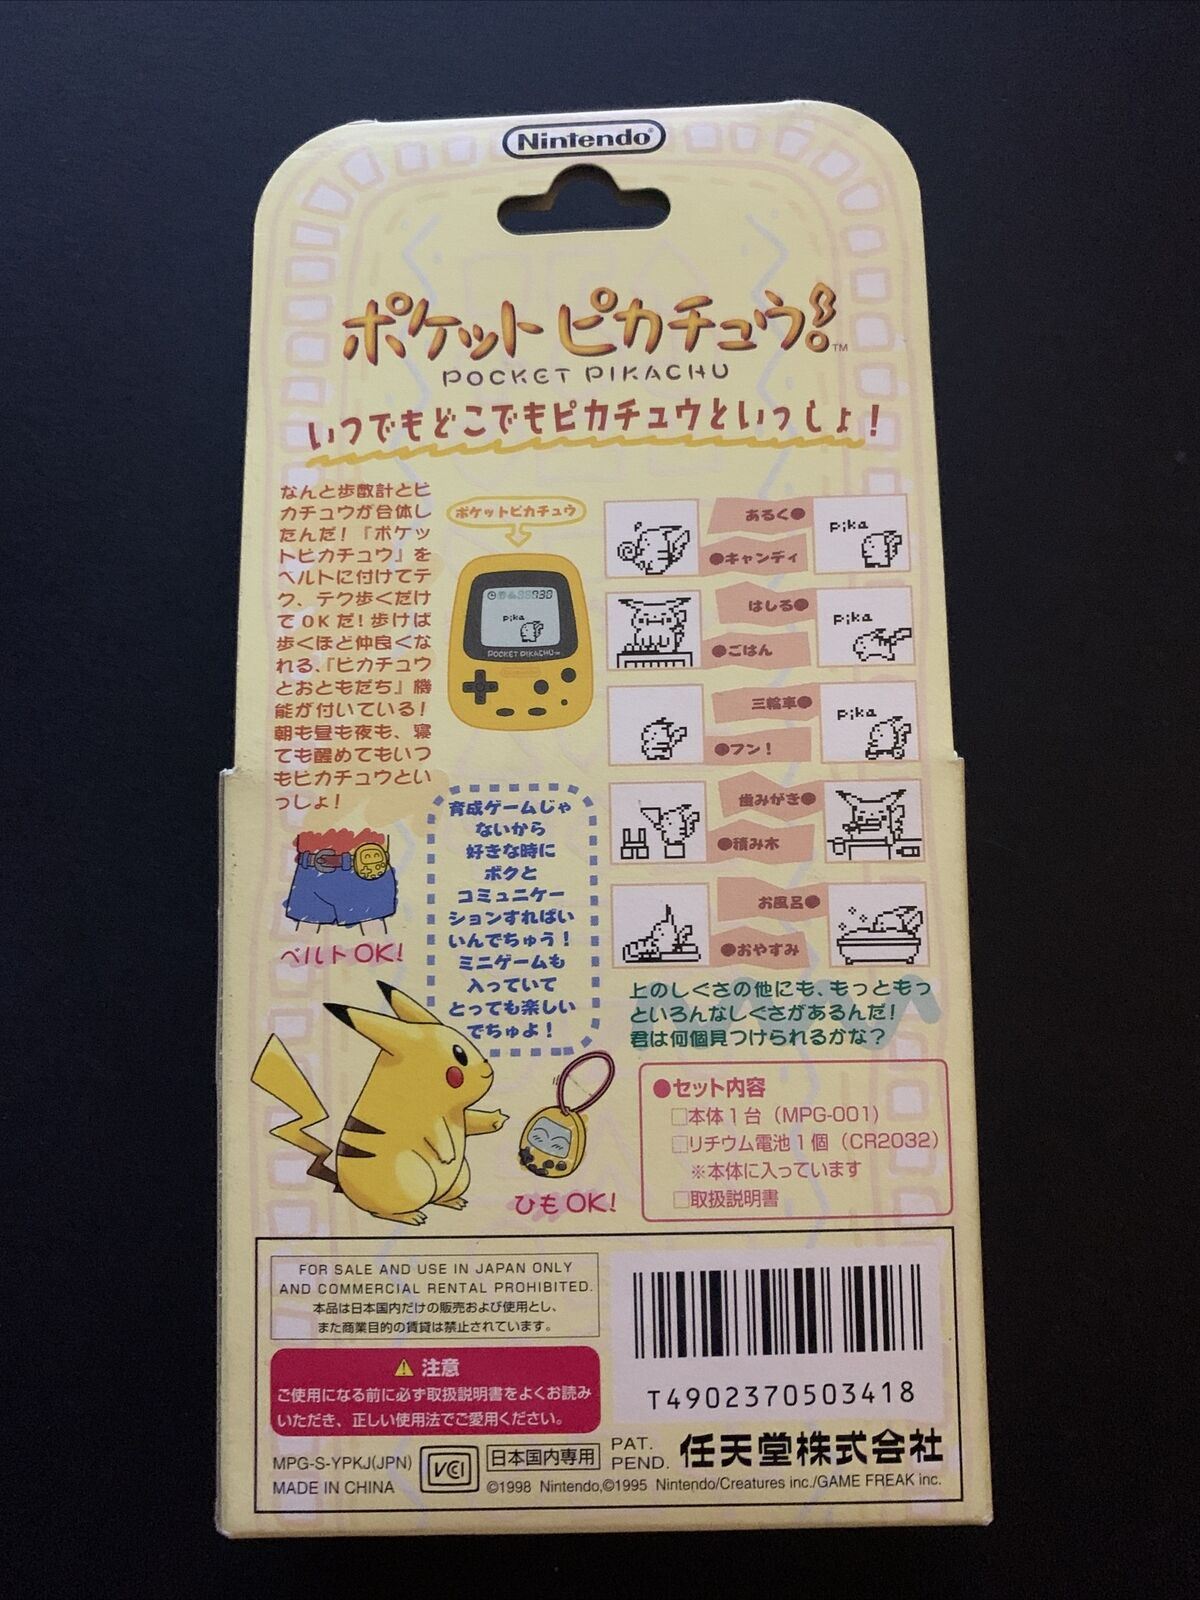 Nintendo®
ポケットピカチュウ!™
POCKET PIKACHU
いつでもどこでもピカチュウといっしょ!
なんと歩数計とピ
カチュウが合体し
たんだ!『ポケッ
トピカチュウ』を
ベルトに付けてテ
ク、テク歩くだけ
でOKだ!歩けば
歩くほど仲良くな
れる、『ピカチュウ
とおともだち』機
能が付いている!
朝も昼も夜も、寝
ても醒めてもいつ
もピカチュウとい
っしょ!
ベルトOK!
ポケットピカチュウ
pika
POCKET PIKACHU™
育成ゲームじゃ
ないから
好きな時に
ボクと
コミュニケー
ションすればい
いんでちゅう!
ミニゲームも
入っていて
とっても楽しい
でちゅよ!
ひもOK!
あるく●
pika
●キャンディ
はしる●
pika
●ごはん
三輪車●
pika
●フン!
歯みがき●
●積み木
お風呂●
●おやすみ
上のしぐさの他にも、もっともっ
といろんなしぐさがあるんだ!
君は何個見つけられるかな?
●セット内容
□本体1台(MPG-001)
□リチウム電池1個(CR2032)
※本体に入っています
□取扱説明書
FOR SALE AND USE IN JAPAN ONLY
AND COMMERCIAL RENTAL PROHIBITED.
本品は日本国内だけの販売および使用とし、
また商業目的の賃貸は禁止されています。
⚠注意
ご使用になる前に必ず取扱説明書をよくお読み
いただき、正しい使用法でご愛用ください。
T4902370503418
MPG-S-YPKJ(JPN)
MADE IN CHINA
VCI
日本国内専用
PAT.
PEND.
任天堂株式会社
©1998 Nintendo,©1995 Nintendo/Creatures inc./GAME FREAK inc.